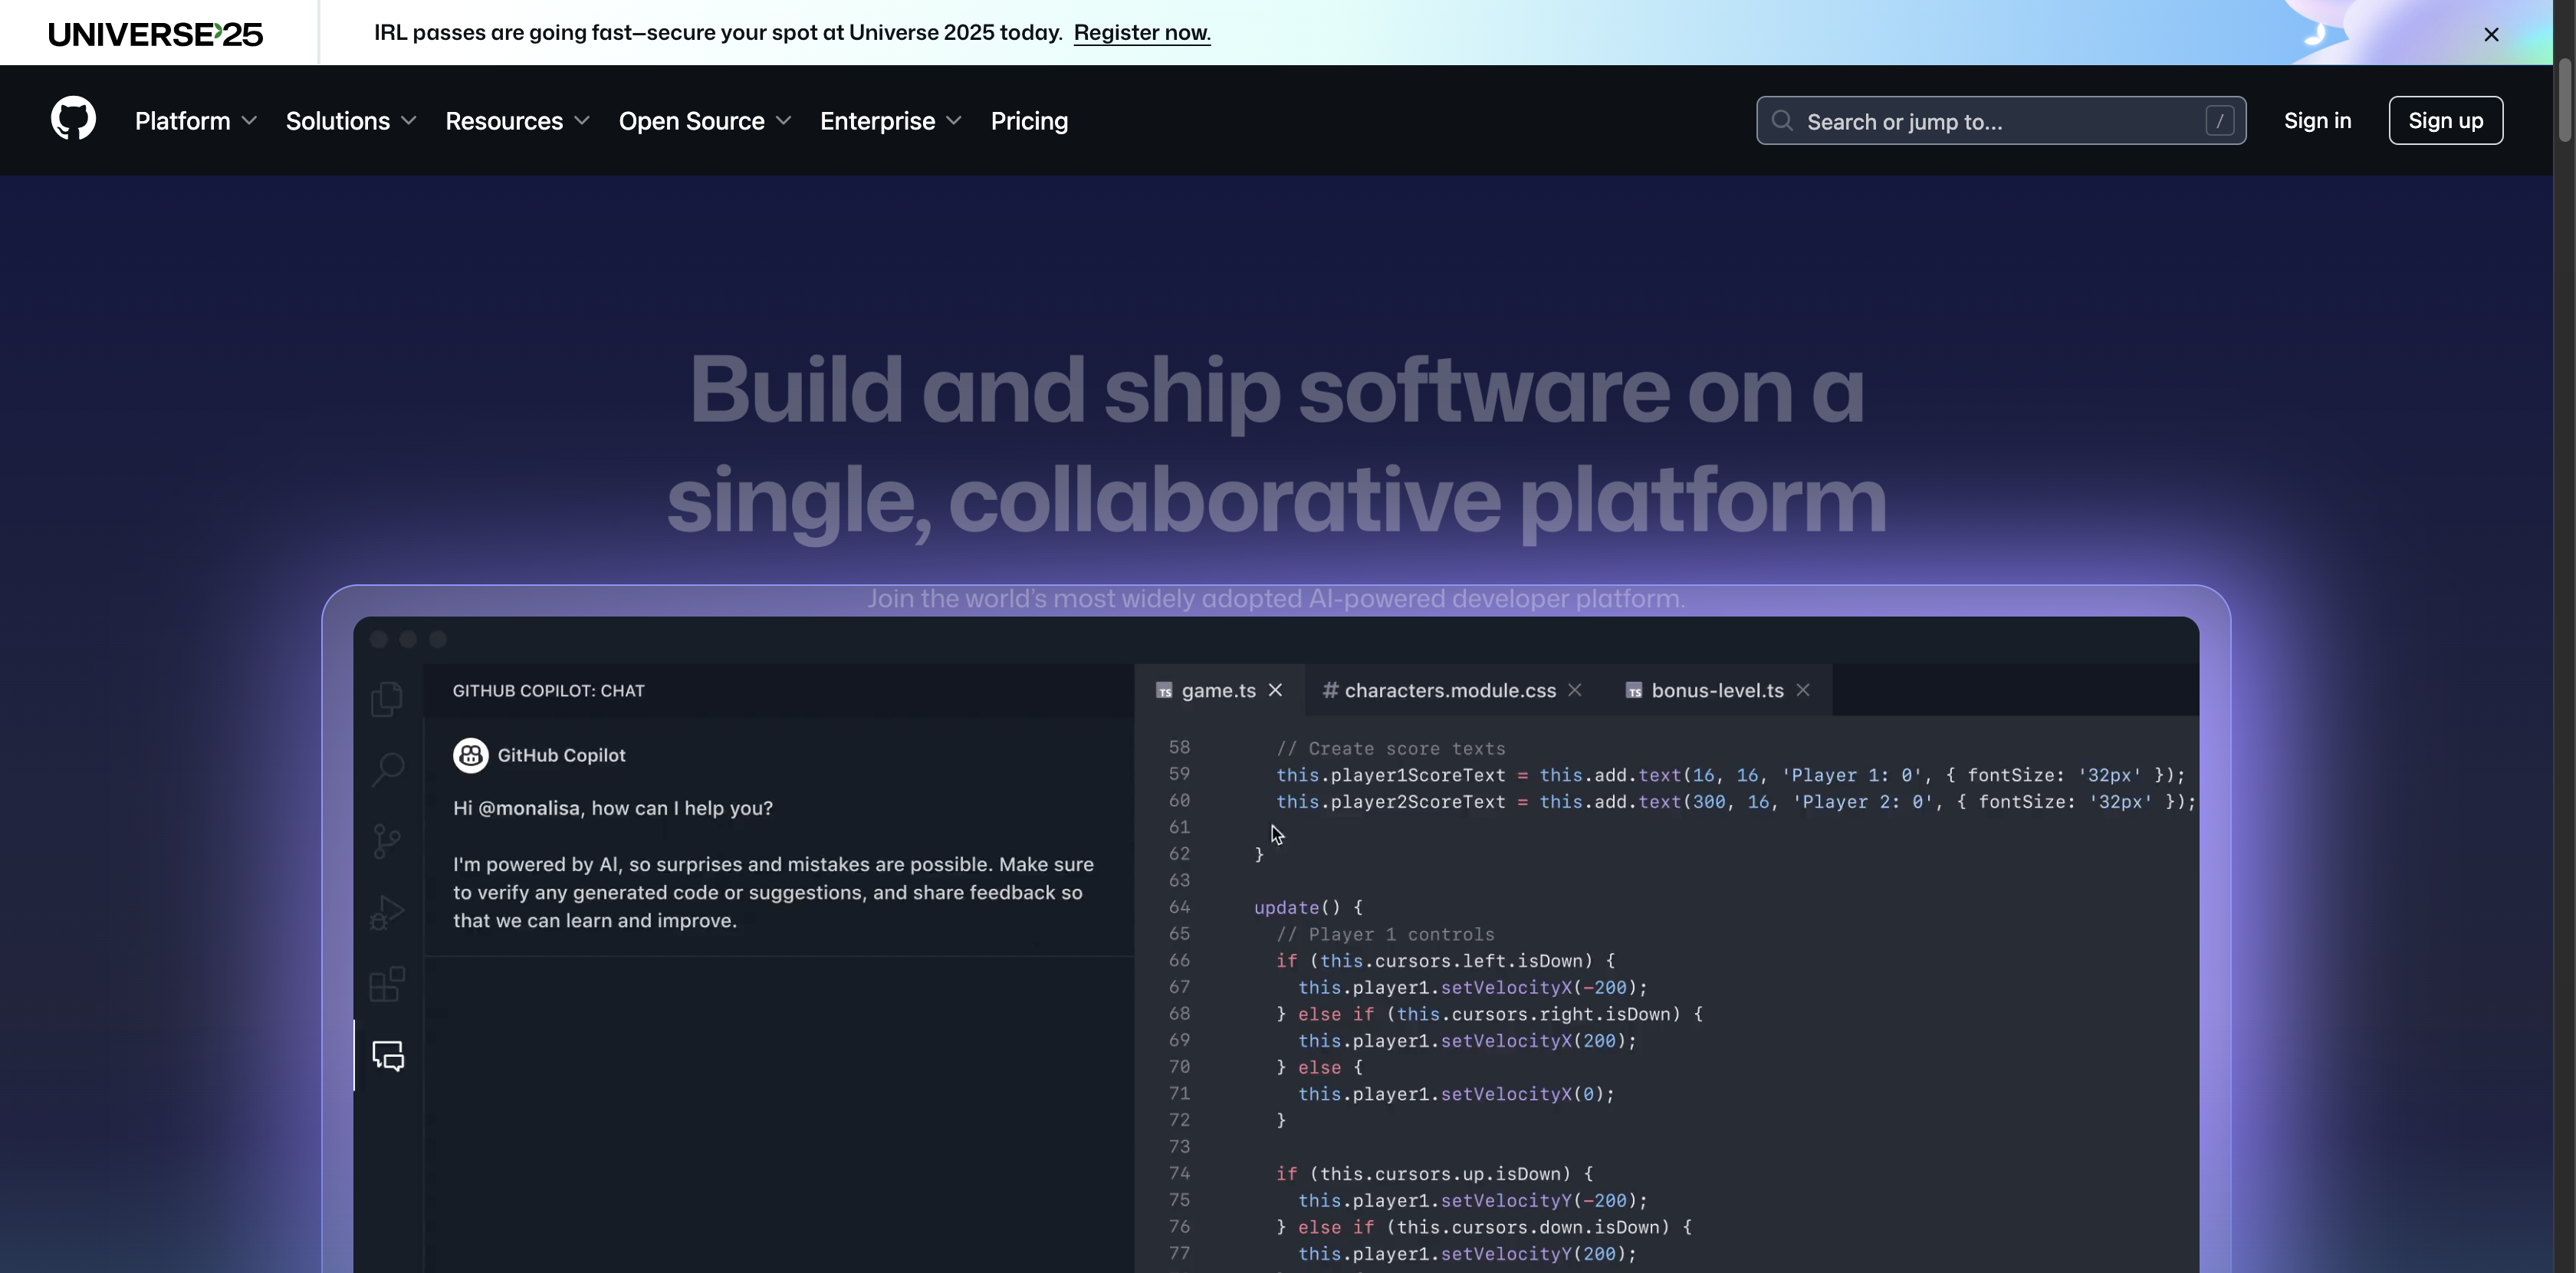 UNIVERSE'25
IRL passes are going fast—secure your spot at Universe 2025 today. Register now.
Platform
Solutions
Resources
Open Source
Enterprise
Pricing
Search or jump to...
/
Sign in
Sign up
Build and ship software on a
single, collaborative platform
Join the world's most widely adopted AI-powered developer platform.
GITHUB COPILOT: CHAT
GitHub Copilot
Hi @monalisa, how can I help you?
I'm powered by AI, so surprises and mistakes are possible. Make sure
to verify any generated code or suggestions, and share feedback so
that we can learn and improve.
TS game.ts
# characters.module.css
TS bonus-level.ts
58 // Create score texts
59 this.player1ScoreText = this.add.text(16, 16, 'Player 1: 0', { fontSize: '32px' });
60 this.player2ScoreText = this.add.text(300, 16, 'Player 2: 0', { fontSize: '32px' });
61
62 }
63
64 update() {
65 // Player 1 controls
66 if (this.cursors.left.isDown) {
67 this.player1.setVelocityX(-200);
68 } else if (this.cursors.right.isDown) {
69 this.player1.setVelocityX(200);
70 } else {
71 this.player1.setVelocityX(0);
72 }
73
74 if (this.cursors.up.isDown) {
75 this.player1.setVelocityY(-200);
76 } else if (this.cursors.down.isDown) {
77 this.player1.setVelocityY(200);